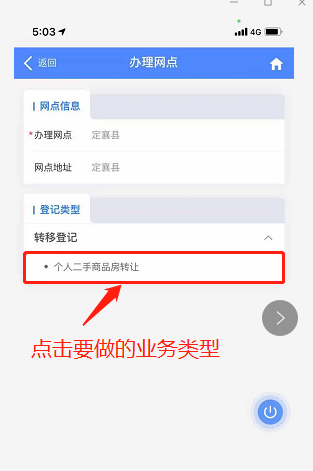 5:03
4G
返回
办理网点
网点信息
*办理网点 定襄县
网点地址 定襄县
登记类型
转移登记
• 个人二手商品房转让
点击要做的业务类型